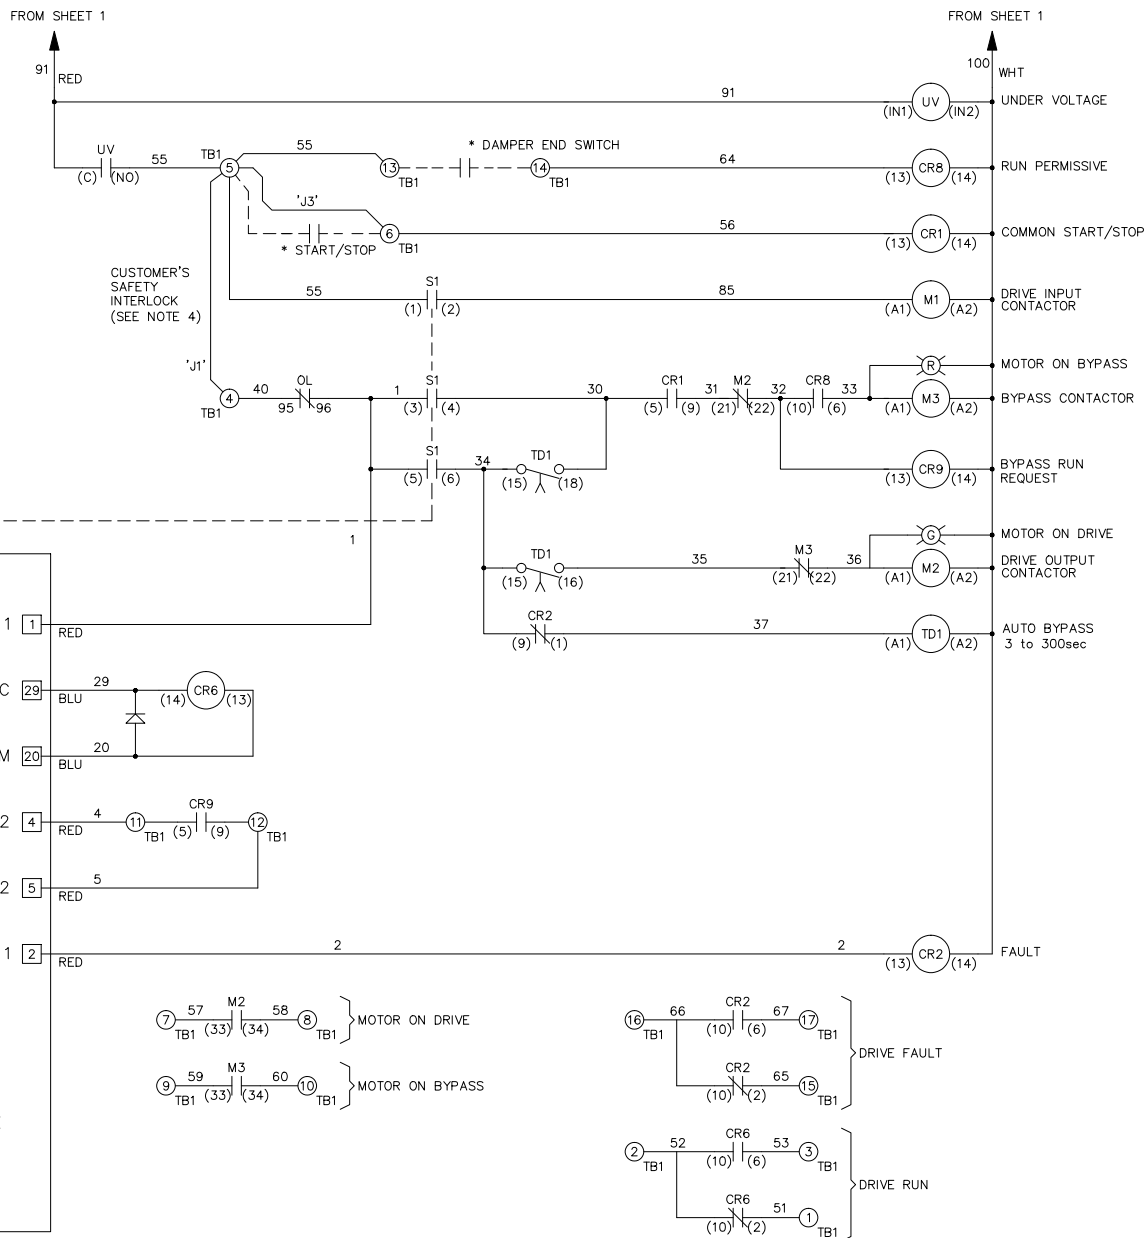 FROM SHEET 1
FROM SHEET 1
91
RED
100
WHT
91
(IN1)
UV
(IN2)
UNDER VOLTAGE
UV
(C)
(NO)
55
TB1
5
55
13
TB1
* DAMPER END SWITCH
14
TB1
64
(13)
CR8
(14)
RUN PERMISSIVE
'J3'
* START/STOP
6
TB1
56
(13)
CR1
(14)
COMMON START/STOP
CUSTOMER'S
SAFETY
INTERLOCK
(SEE NOTE 4)
55
S1
(1)
(2)
85
(A1)
M1
(A2)
DRIVE INPUT
CONTACTOR
R
MOTOR ON BYPASS
'J1'
4
TB1
40
OL
95
96
1
S1
(3)
(4)
30
CR1
(5)
(9)
31
M2
(21)
(22)
32
CR8
(10)
(6)
33
(A1)
M3
(A2)
BYPASS CONTACTOR
S1
(5)
(6)
34
TD1
(15)
(18)
(13)
CR9
(14)
BYPASS RUN
REQUEST
1
G
MOTOR ON DRIVE
TD1
(15)
(16)
35
M3
(21)
(22)
36
(A1)
M2
(A2)
DRIVE OUTPUT
CONTACTOR
1
1
RED
CR2
(9)
(1)
37
(A1)
TD1
(A2)
AUTO BYPASS
3 to 300sec
C
29
BLU
29
(14)
CR6
(13)
M
20
BLU
20
2
4
RED
4
11
TB1
CR9
(5)
(9)
12
TB1
2
5
RED
5
1
2
RED
2
2
(13)
CR2
(14)
FAULT
7
TB1
57
M2
(33)
(34)
58
8
TB1
MOTOR ON DRIVE
16
TB1
66
CR2
(10)
(6)
67
17
TB1
DRIVE FAULT
9
TB1
59
M3
(33)
(34)
60
10
TB1
MOTOR ON BYPASS
CR2
(10)
(2)
65
15
TB1
2
TB1
52
CR6
(10)
(6)
53
3
TB1
DRIVE RUN
CR6
(10)
(2)
51
1
TB1